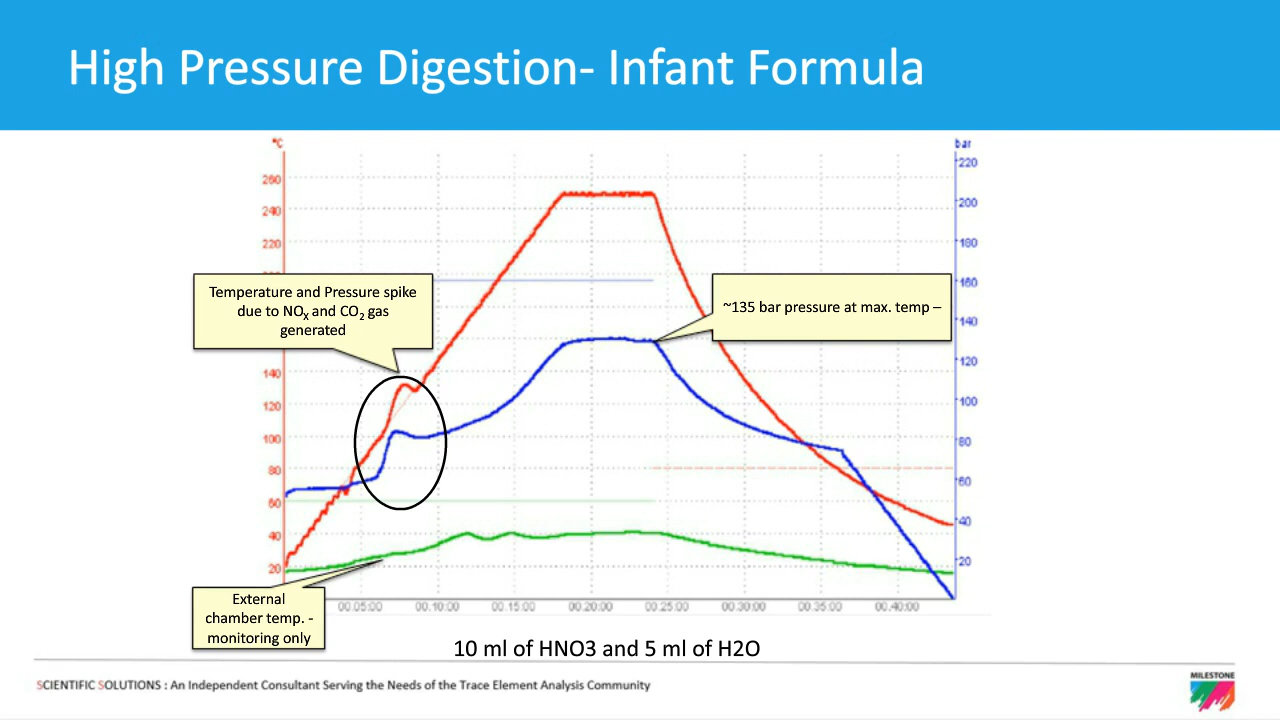 High Pressure Digestion- Infant Formula
°C
bar
260
240
220
140
120
100
80
60
40
20
220
200
180
160
140
120
100
80
60
40
20
Temperature and Pressure spike
due to NOx and CO2 gas
generated
~135 bar pressure at max. temp –
External
chamber temp. -
monitoring only
00:05:00 00:10:00 00:15:00 00:20:00 00:25:00 00:30:00 00:35:00 00:40:00
10 ml of HNO3 and 5 ml of H2O
SCIENTIFIC SOLUTIONS : An Independent Consultant Serving the Needs of the Trace Element Analysis Community
MILESTONE